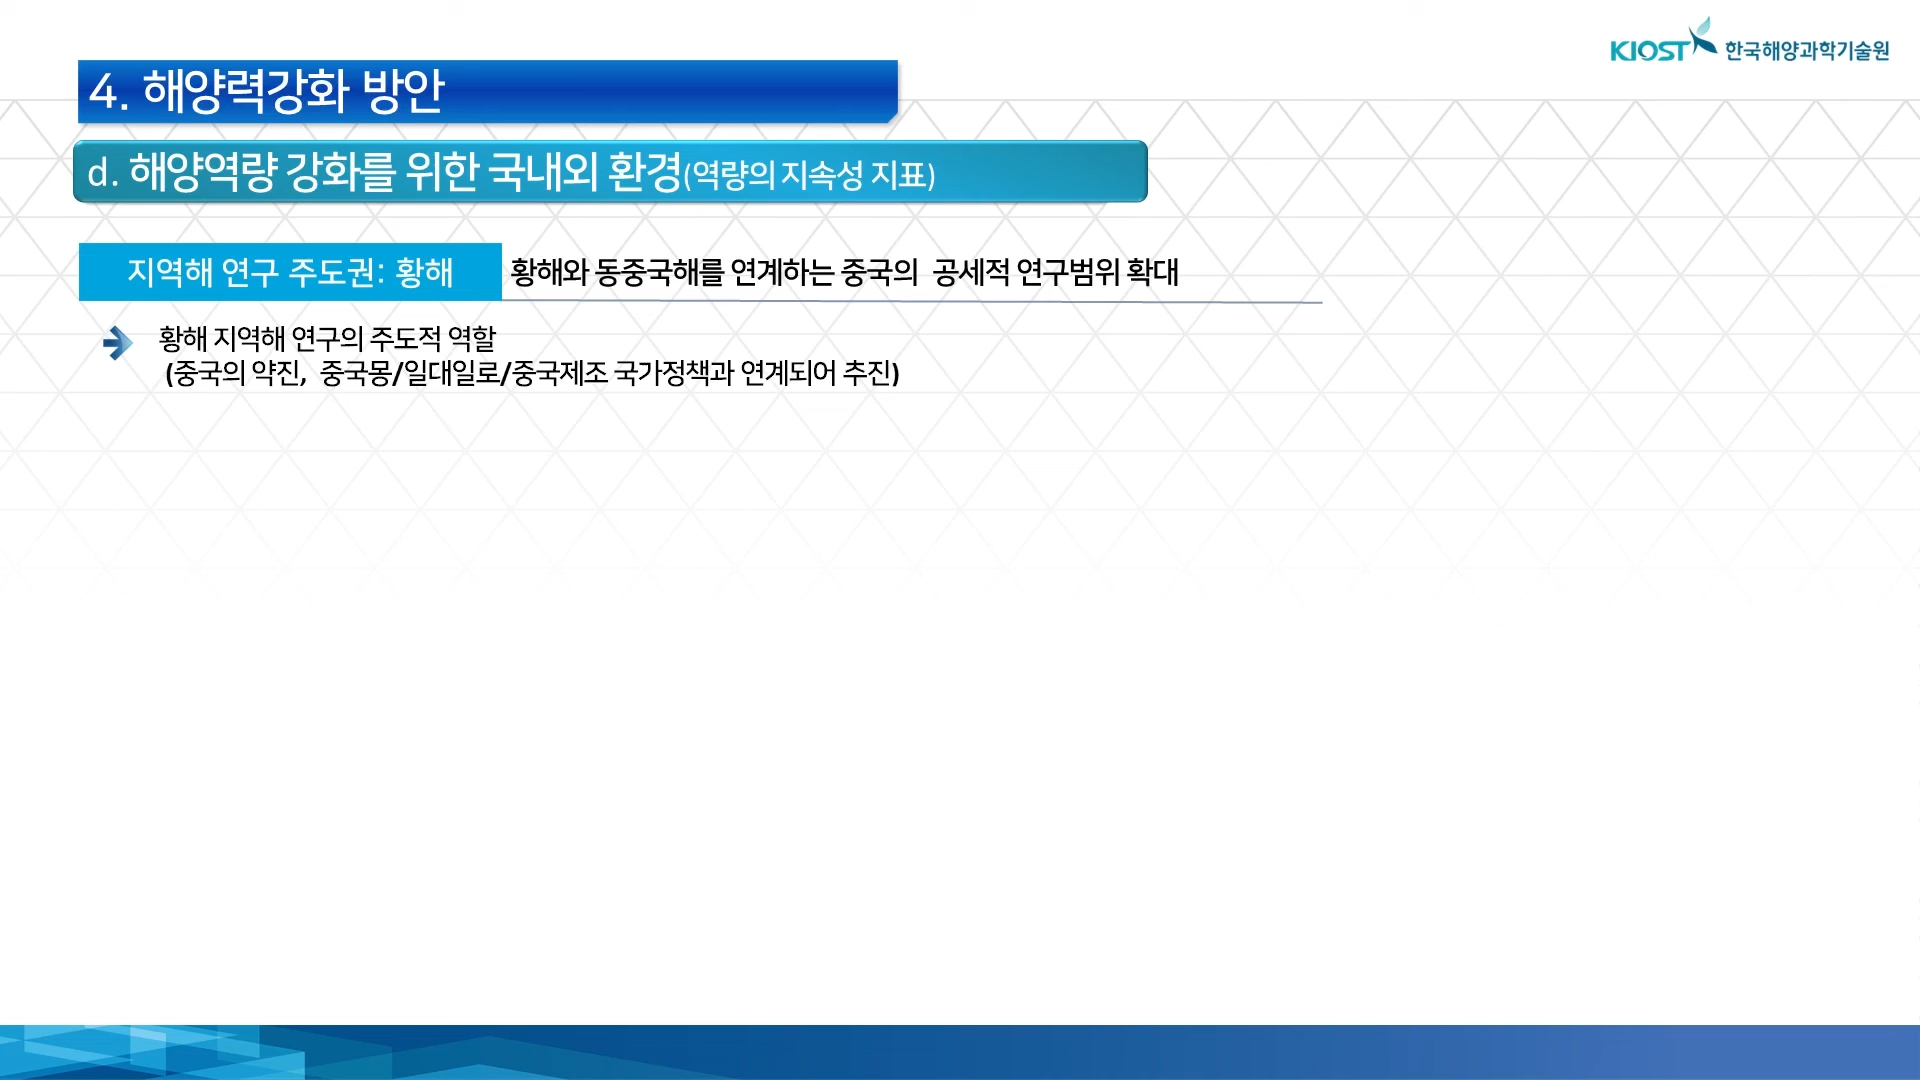 KIOST 한국해양과학기술원
4. 해양력강화 방안
d. 해양역량 강화를 위한 국내외 환경(역량의 지속성 지표)
지역해 연구 주도권: 황해 황해와 동중국해를 연계하는 중국의 공세적 연구범위 확대
황해 지역해 연구의 주도적 역할
(중국의 약진, 중국몽/일대일로/중국제조 국가정책과 연계되어 추진)